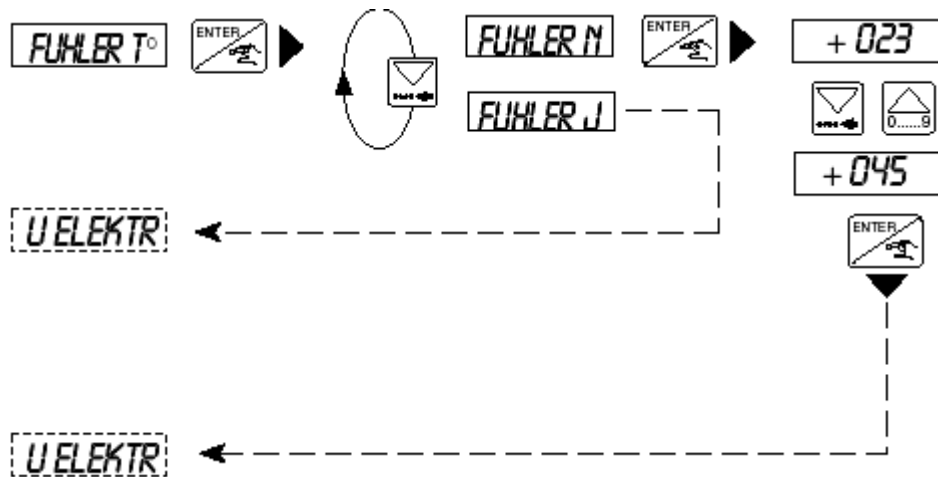 FUHLER T°
ENTER
FUHLER N
ENTER
+ 023
FUHLER J
0.....9
+ 045
U ELEKTR
ENTER
U ELEKTR